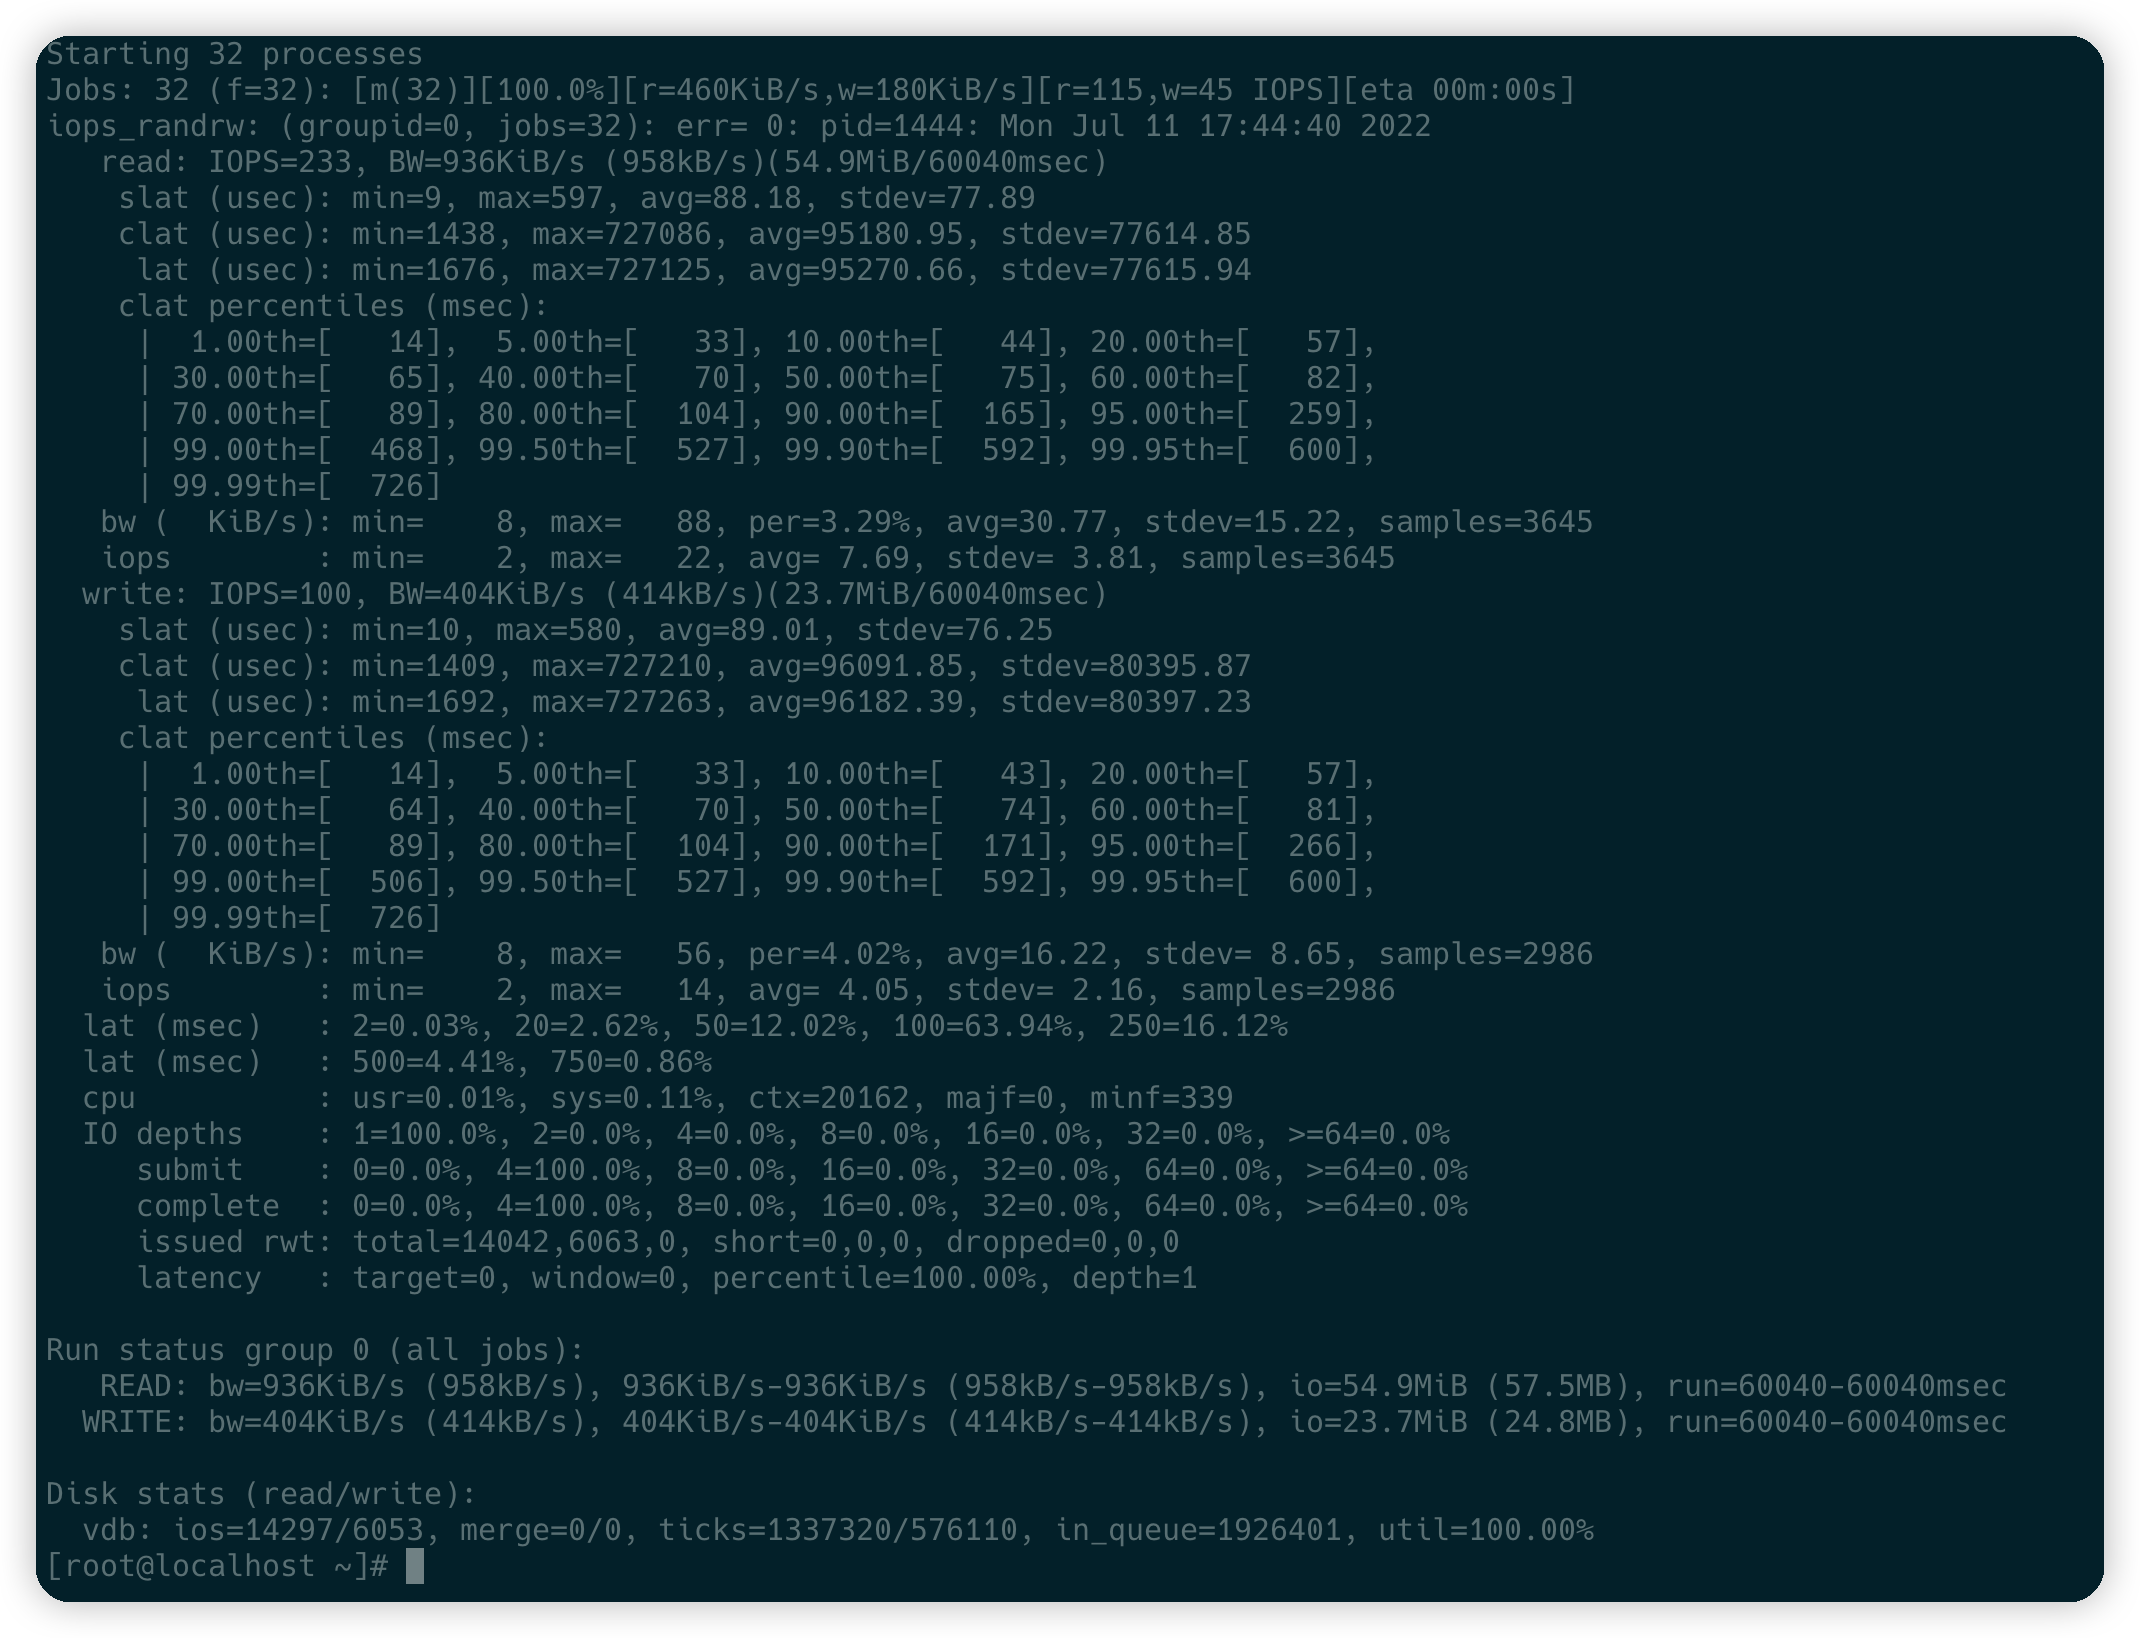 Starting 32 processes
Jobs: 32 (f=32): [m(32)][100.0%][r=460KiB/s,w=180KiB/s][r=115,w=45 IOPS][eta 00m:00s]
iops_randrw: (groupid=0, jobs=32): err= 0: pid=1444: Mon Jul 11 17:44:40 2022
   read: IOPS=233, BW=936KiB/s (958kB/s)(54.9MiB/60040msec)
    slat (usec): min=9, max=597, avg=88.18, stdev=77.89
    clat (usec): min=1438, max=727086, avg=95180.95, stdev=77614.85
     lat (usec): min=1676, max=727125, avg=95270.66, stdev=77615.94
    clat percentiles (msec):
     |  1.00th=[   14],  5.00th=[   33], 10.00th=[   44], 20.00th=[   57],
     | 30.00th=[   65], 40.00th=[   70], 50.00th=[   75], 60.00th=[   82],
     | 70.00th=[   89], 80.00th=[  104], 90.00th=[  165], 95.00th=[  259],
     | 99.00th=[  468], 99.50th=[  527], 99.90th=[  592], 99.95th=[  600],
     | 99.99th=[  726]
   bw (  KiB/s): min=    8, max=   88, per=3.29%, avg=30.77, stdev=15.22, samples=3645
   iops        : min=    2, max=   22, avg= 7.69, stdev= 3.81, samples=3645
  write: IOPS=100, BW=404KiB/s (414kB/s)(23.7MiB/60040msec)
    slat (usec): min=10, max=580, avg=89.01, stdev=76.25
    clat (usec): min=1409, max=727210, avg=96091.85, stdev=80395.87
     lat (usec): min=1692, max=727263, avg=96182.39, stdev=80397.23
    clat percentiles (msec):
     |  1.00th=[   14],  5.00th=[   33], 10.00th=[   43], 20.00th=[   57],
     | 30.00th=[   64], 40.00th=[   70], 50.00th=[   74], 60.00th=[   81],
     | 70.00th=[   89], 80.00th=[  104], 90.00th=[  171], 95.00th=[  266],
     | 99.00th=[  506], 99.50th=[  527], 99.90th=[  592], 99.95th=[  600],
     | 99.99th=[  726]
   bw (  KiB/s): min=    8, max=   56, per=4.02%, avg=16.22, stdev= 8.65, samples=2986
   iops        : min=    2, max=   14, avg= 4.05, stdev= 2.16, samples=2986
  lat (msec)   : 2=0.03%, 20=2.62%, 50=12.02%, 100=63.94%, 250=16.12%
  lat (msec)   : 500=4.41%, 750=0.86%
  cpu          : usr=0.01%, sys=0.11%, ctx=20162, majf=0, minf=339
  IO depths    : 1=100.0%, 2=0.0%, 4=0.0%, 8=0.0%, 16=0.0%, 32=0.0%, >=64=0.0%
     submit    : 0=0.0%, 4=100.0%, 8=0.0%, 16=0.0%, 32=0.0%, 64=0.0%, >=64=0.0%
     complete  : 0=0.0%, 4=100.0%, 8=0.0%, 16=0.0%, 32=0.0%, 64=0.0%, >=64=0.0%
     issued rwt: total=14042,6063,0, short=0,0,0, dropped=0,0,0
     latency   : target=0, window=0, percentile=100.00%, depth=1

Run status group 0 (all jobs):
   READ: bw=936KiB/s (958kB/s), 936KiB/s-936KiB/s (958kB/s-958kB/s), io=54.9MiB (57.5MB), run=60040-60040msec
  WRITE: bw=404KiB/s (414kB/s), 404KiB/s-404KiB/s (414kB/s-414kB/s), io=23.7MiB (24.8MB), run=60040-60040msec

Disk stats (read/write):
  vdb: ios=14297/6053, merge=0/0, ticks=1337320/576110, in_queue=1926401, util=100.00%
[root@localhost ~]#